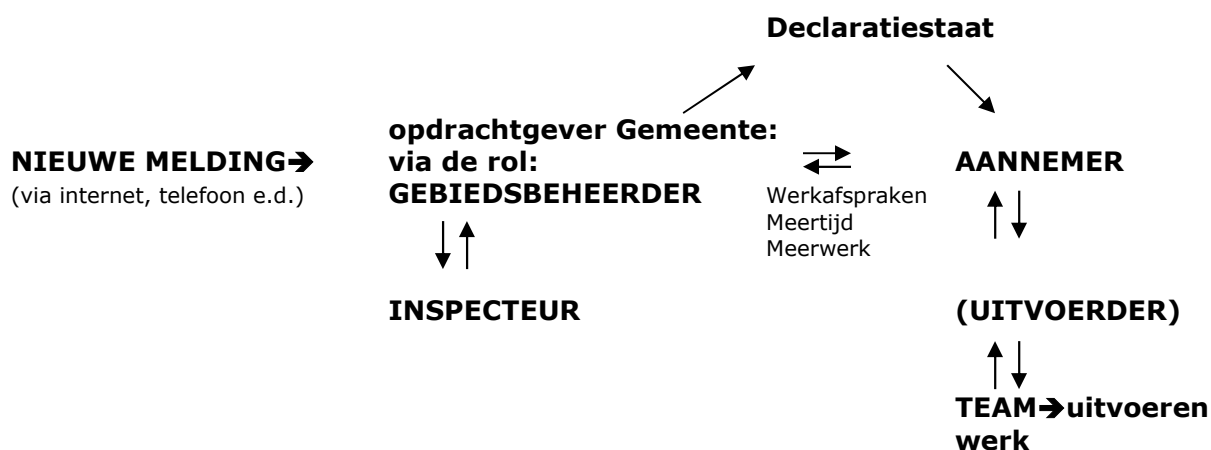 Declaratiestaat
opdrachtgever Gemeente:
NIEUWE MELDING➔ via de rol: AANNEMER
(via internet, telefoon e.d.) GEBIEDSBEHEERDER Werkafspraken
Meertijd
Meerwerk
INSPECTEUR (UITVOERDER)
TEAM➔uitvoeren
werk